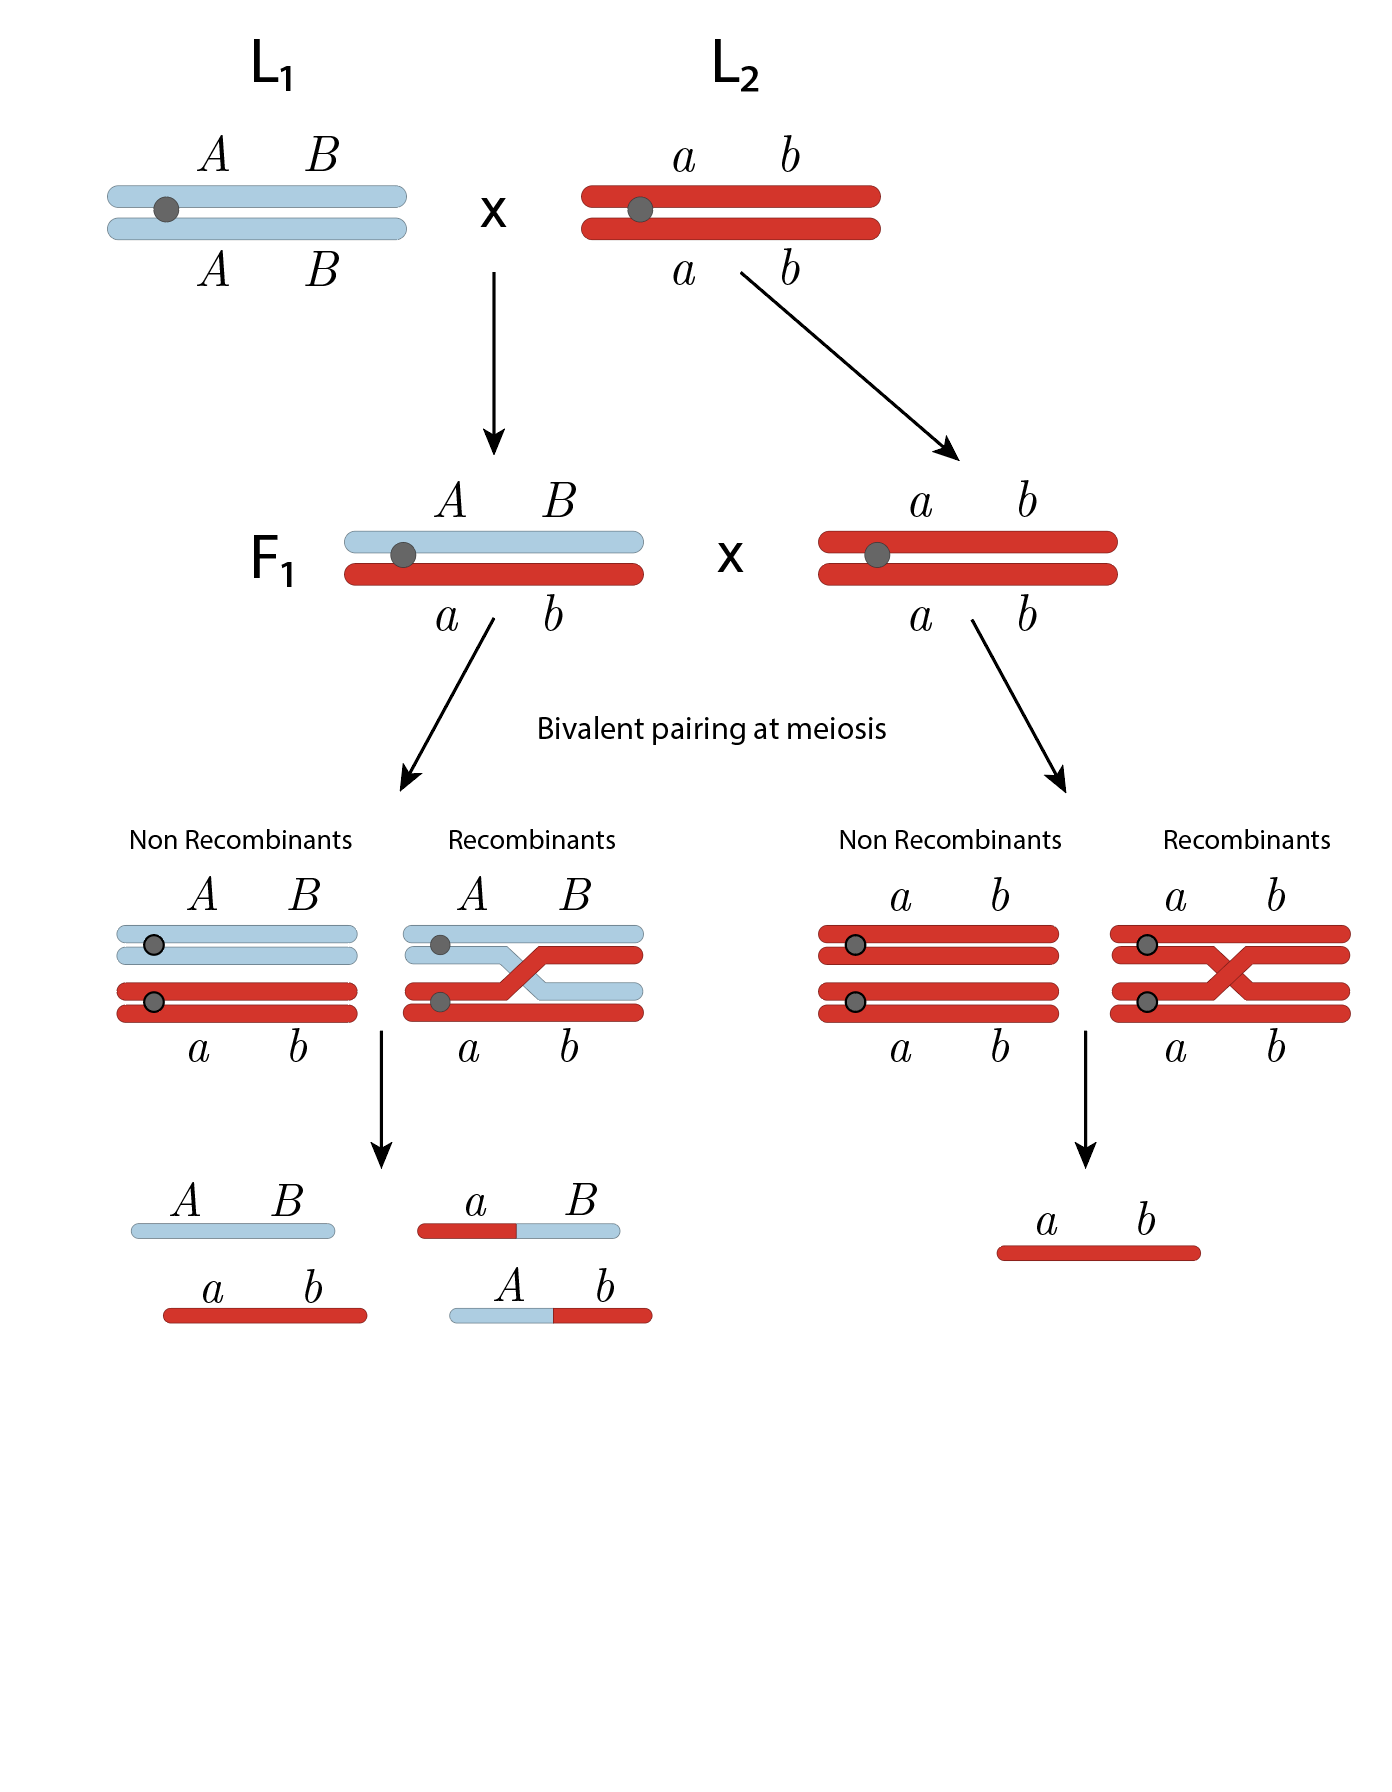 L₁ L₂
A B a b
x
A B a b
A B a b
F₁ x
a b a b
Bivalent pairing at meiosis
Non Recombinants Recombinants Non Recombinants Recombinants
A B A B a b a b
a b a b a b a b
A B a B a b
a b A b